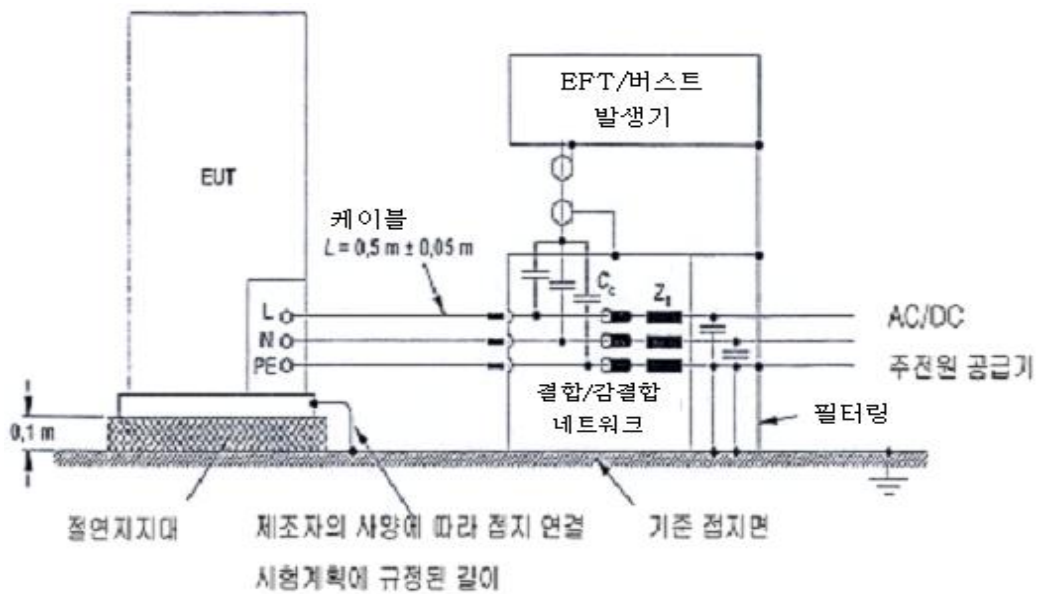 EFT/버스트
발생기
EUT
케이블
L = 0,5 m ± 0,05 m
L
N
PE
Cc
Z1
AC/DC
주전원 공급기
결합/감결합
네트워크
필터링
0,1 m
절연지지대
제조자의 사양에 따라 접지 연결
시험계획에 규정된 길이
기준 접지면